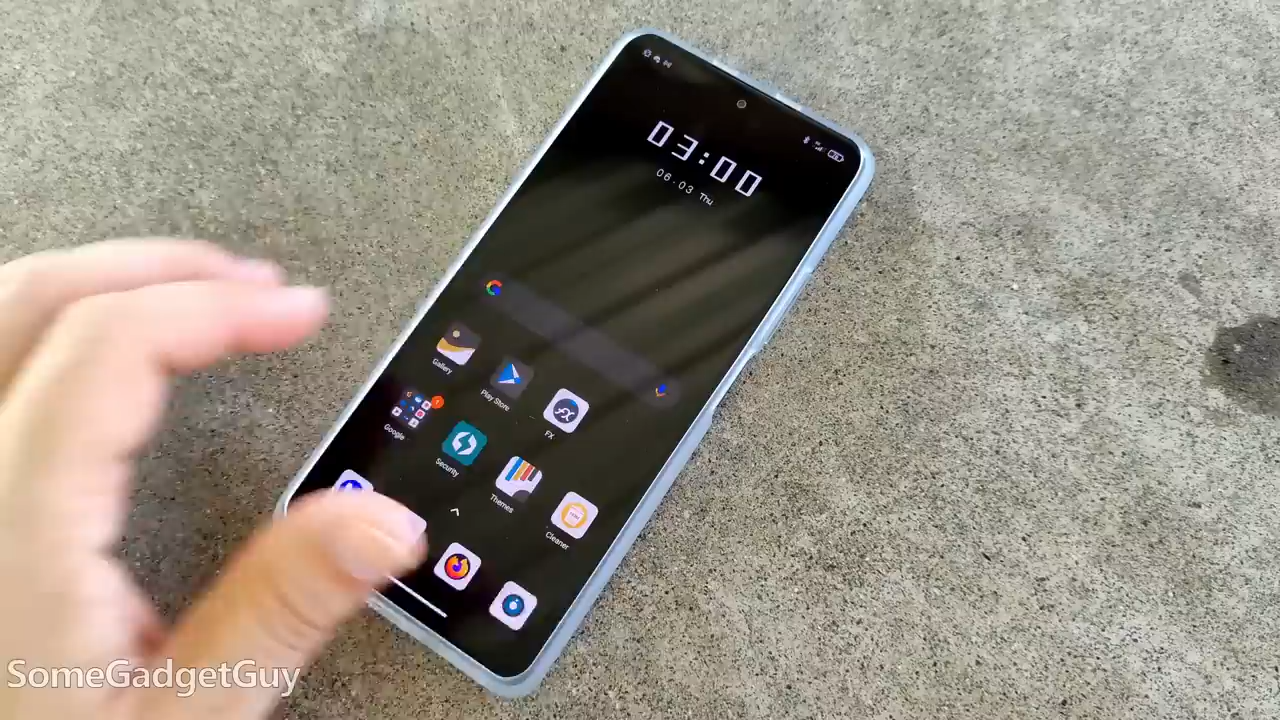 03:00
06.03 Thu
Gallery
Play Store
FX
Google
Security
Themes
Cleaner
SomeGadgetGuy